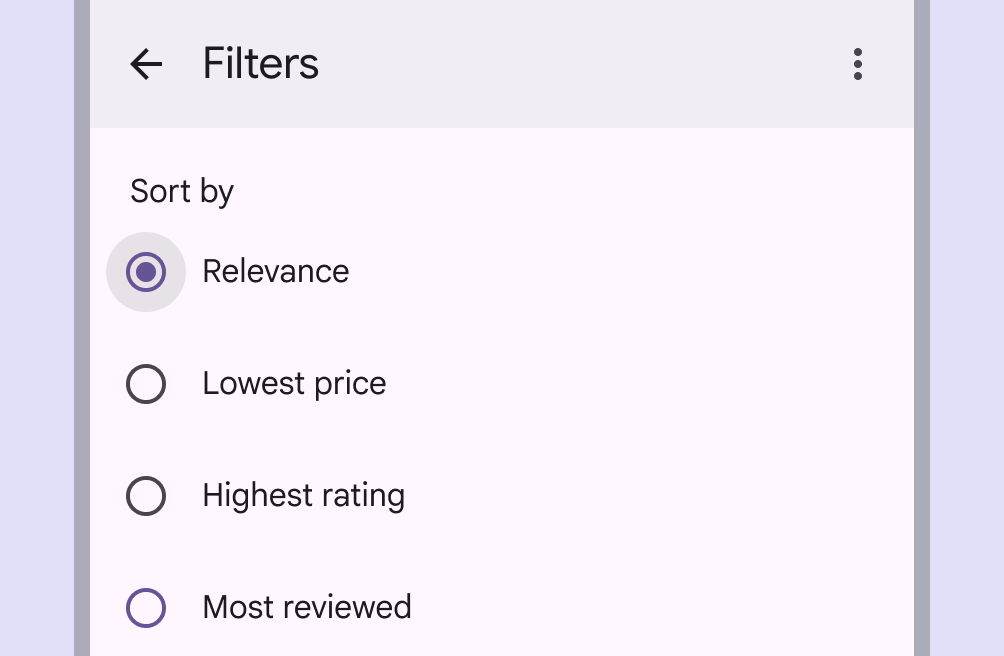 Filters
Sort by
Relevance
Lowest price
Highest rating
Most reviewed